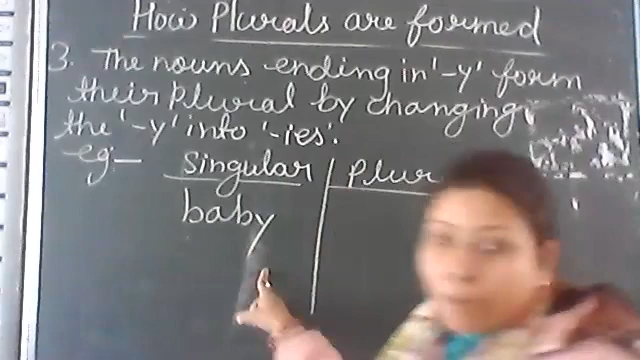 How Plurals are formed
3. The nouns ending in '-y' form
their plural by changing
the '-y' into '-ies'.
eg- Singular Plur
baby